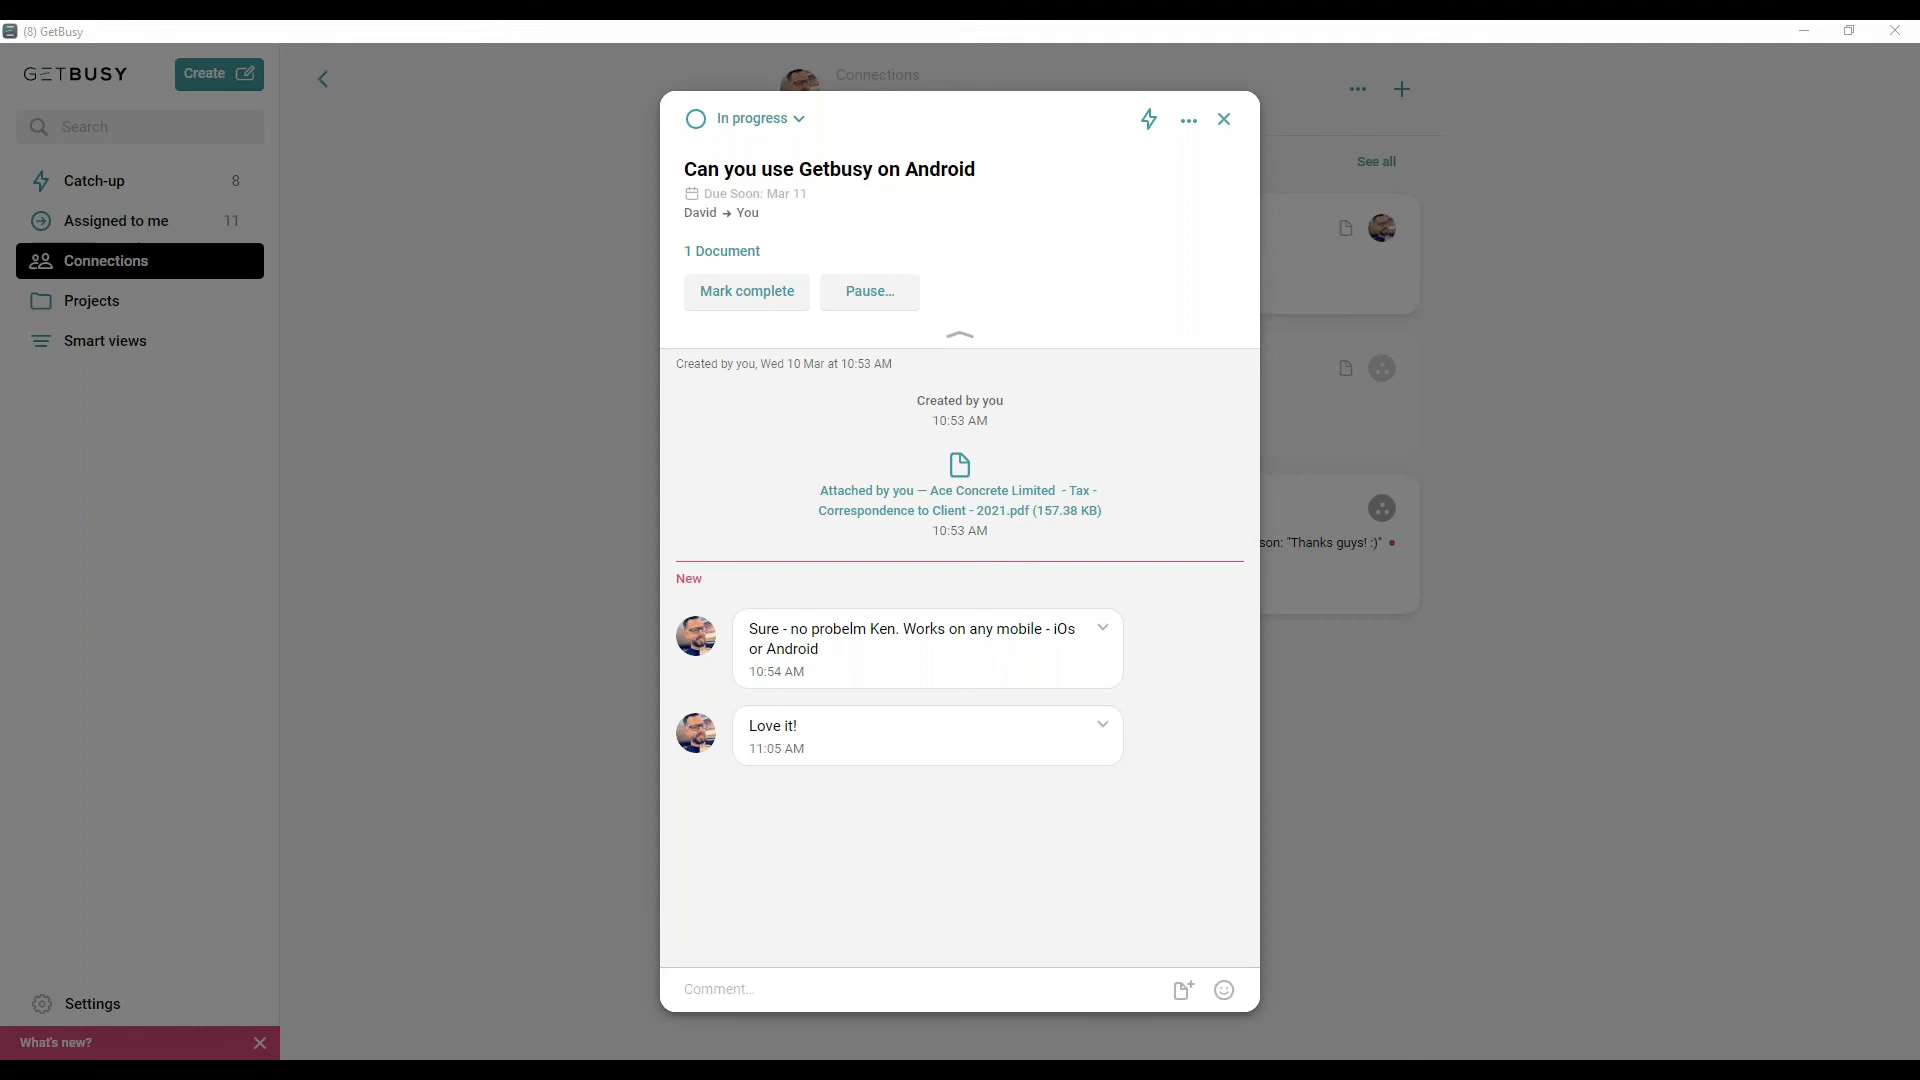 (8) GetBusy
GETBUSY
Create
Search
Catch-up 8
Assigned to me 11
Connections
Projects
Smart views
Settings
What's new?
Connections
See all
son: "Thanks guys! :)"
In progress
Can you use Getbusy on Android
Due Soon: Mar 11
David → You
1 Document
Mark complete
Pause...
Created by you, Wed 10 Mar at 10:53 AM
Created by you
10:53 AM
Attached by you — Ace Concrete Limited - Tax -
Correspondence to Client - 2021.pdf (157.38 KB)
10:53 AM
New
Sure - no probelm Ken. Works on any mobile - iOs
or Android
10:54 AM
Love it!
11:05 AM
Comment...